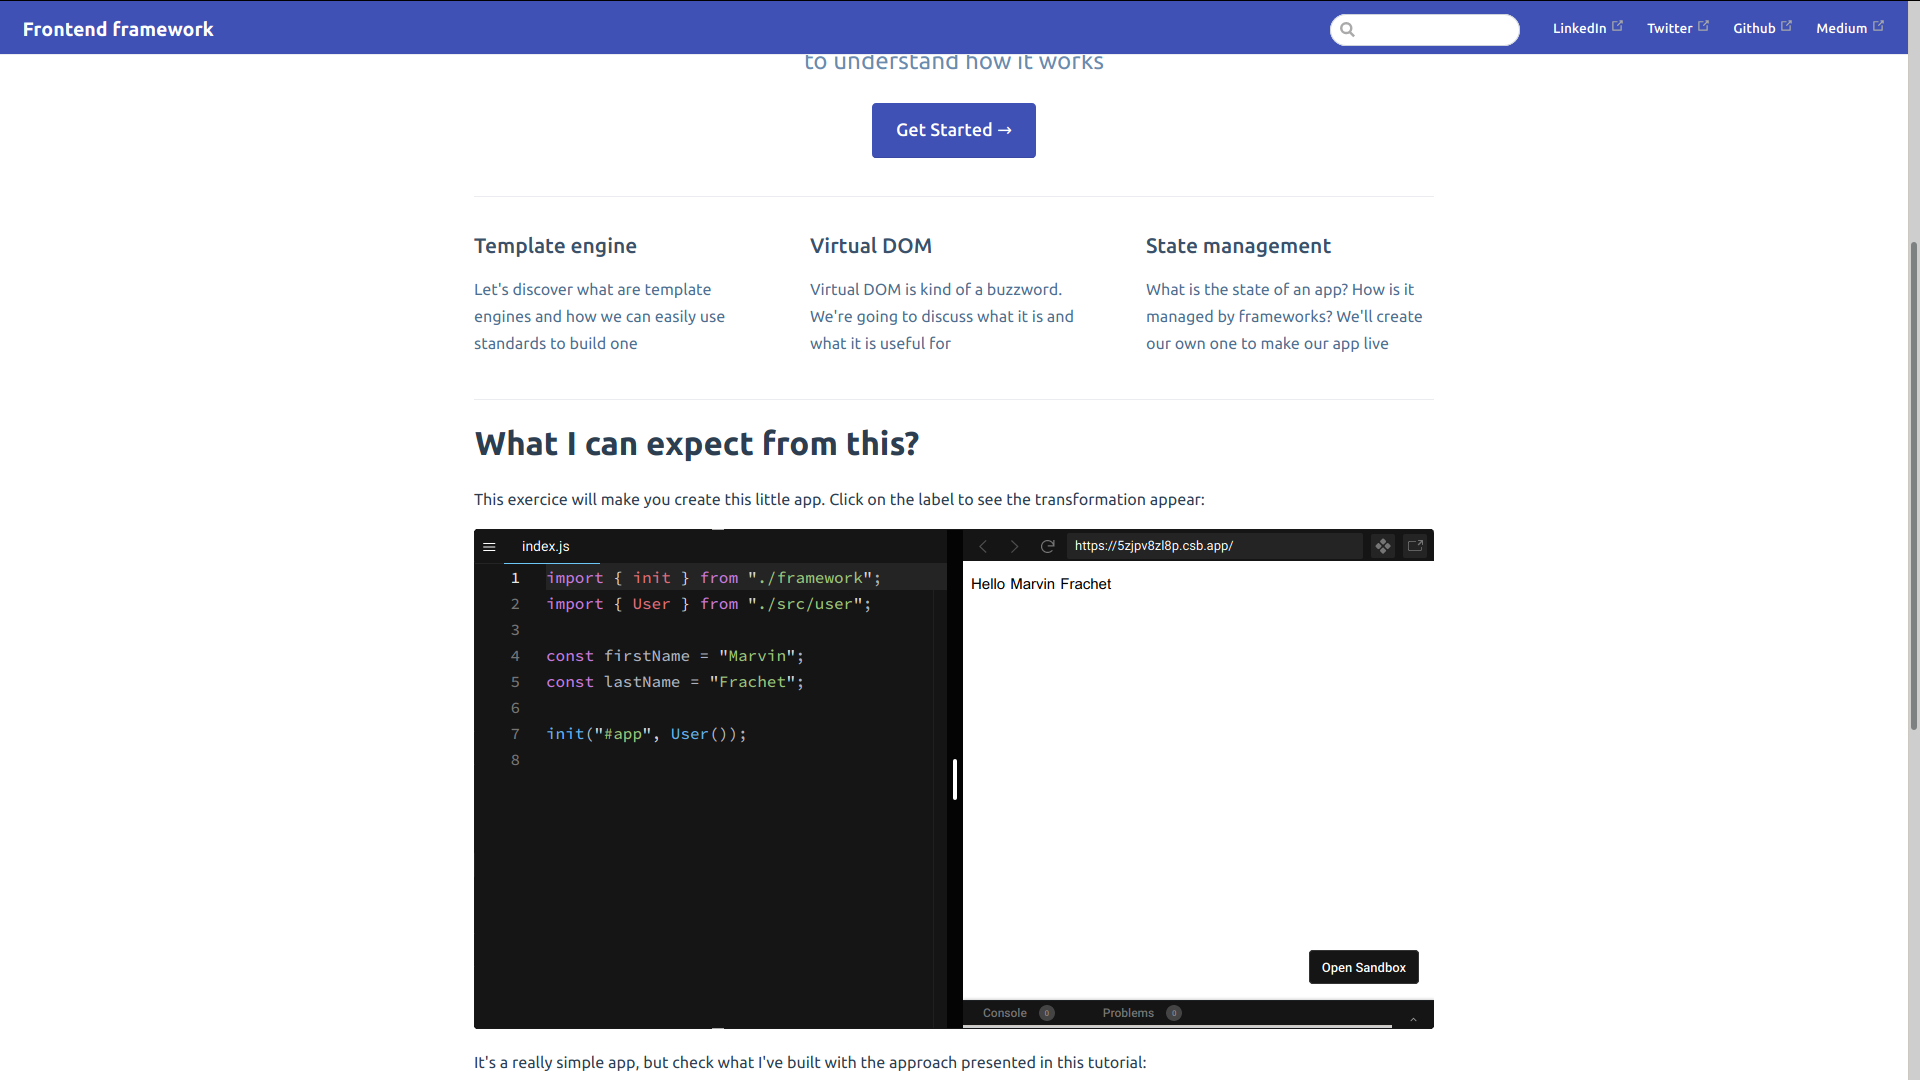 Frontend framework
LinkedIn
Twitter
Github
Medium
to understand how it works
Get Started →
Template engine
Let's discover what are template
engines and how we can easily use
standards to build one
Virtual DOM
Virtual DOM is kind of a buzzword.
We're going to discuss what it is and
what it is useful for
State management
What is the state of an app? How is it
managed by frameworks? We'll create
our own one to make our app live
What I can expect from this?
This exercice will make you create this little app. Click on the label to see the transformation appear:
index.js
1 import { init } from "./framework";
2 import { User } from "./src/user";
3
4 const firstName = "Marvin";
5 const lastName = "Frachet";
6
7 init("#app", User());
8
https://5zjpv8zl8p.csb.app/
Hello Marvin Frachet
Open Sandbox
Console 0
Problems 0
It's a really simple app, but check what I've built with the approach presented in this tutorial: